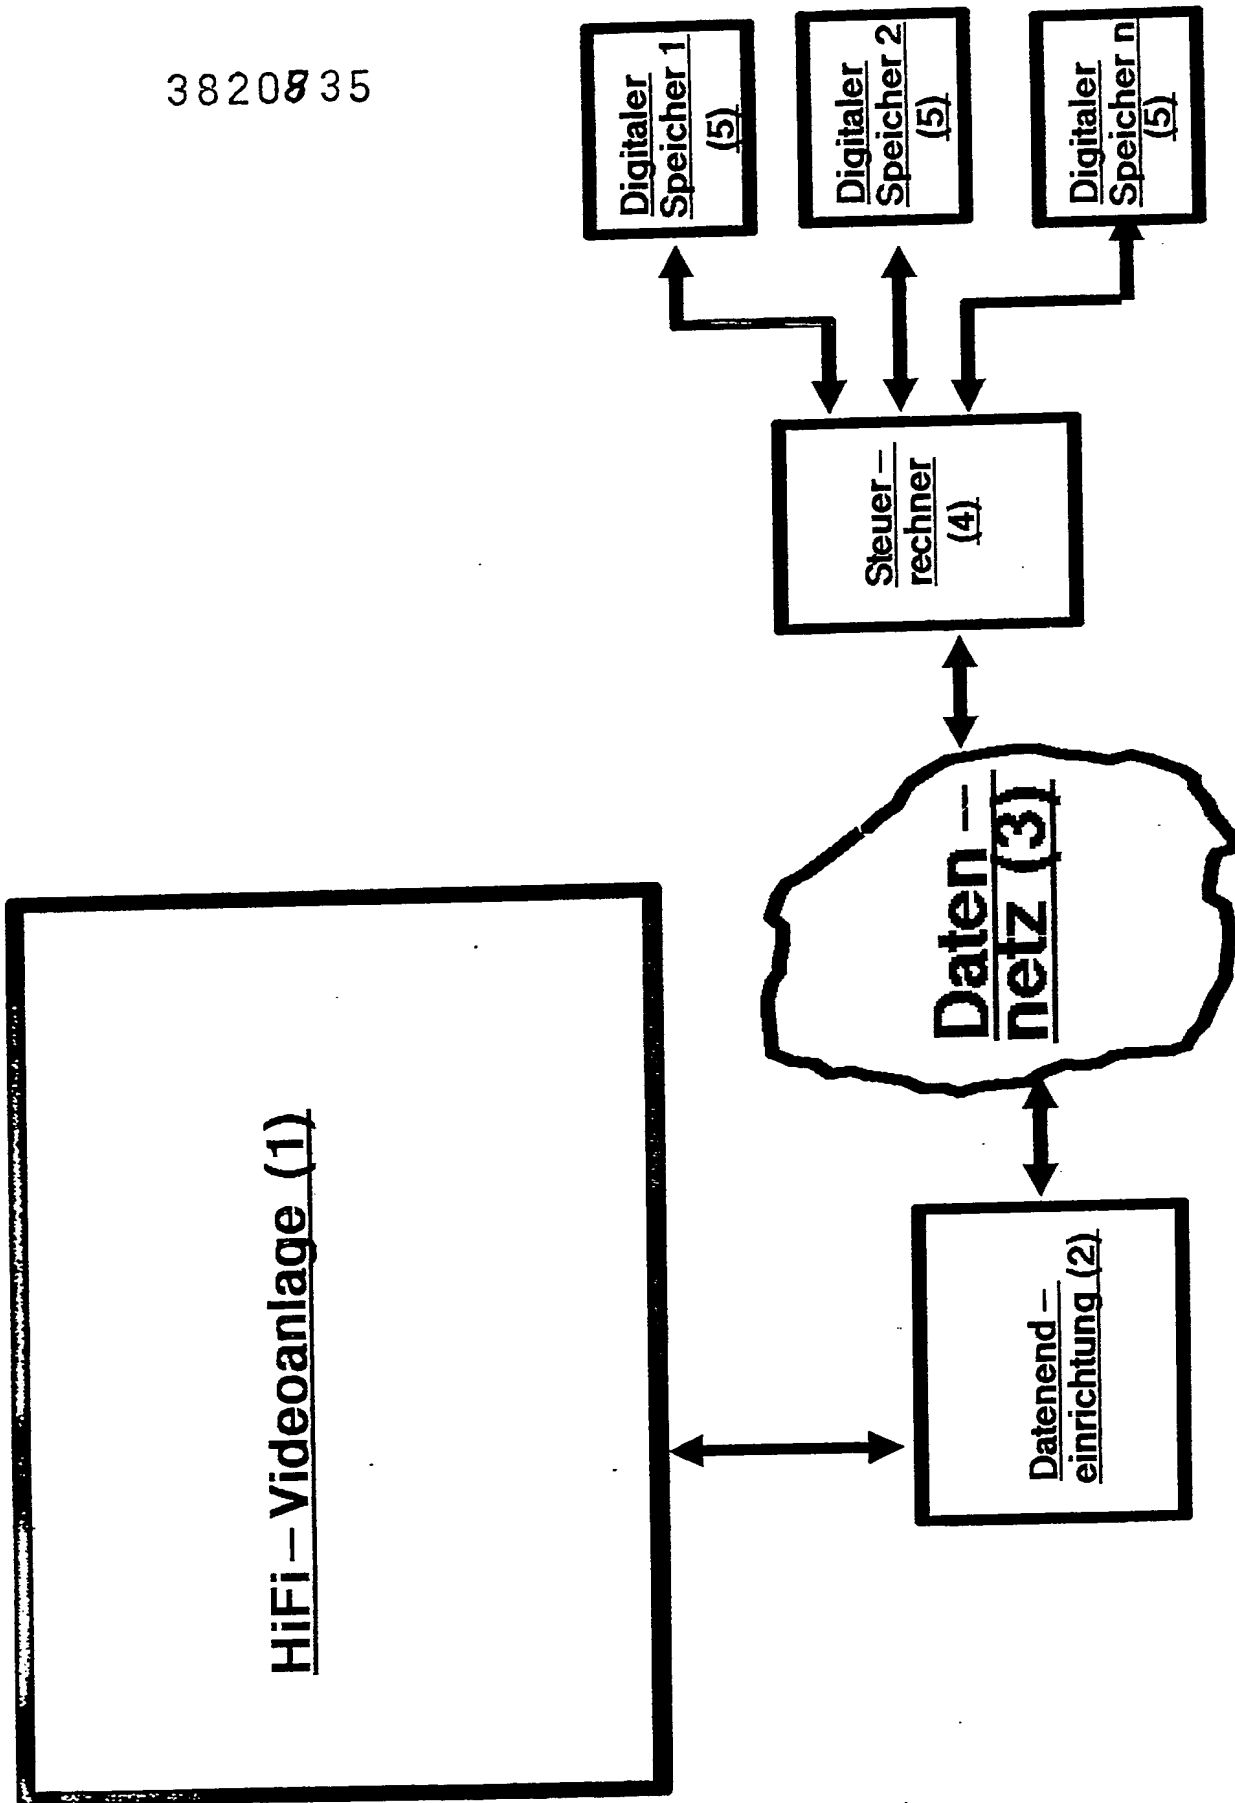 3820835
Digitaler
Speicher 1
(5)
Digitaler
Speicher 2
(5)
Digitaler
Speicher n
(5)
Steuer–
rechner
(4)
Daten–
netz (3)
HiFi–Videoanlage (1)
Datenend–
einrichtung (2)